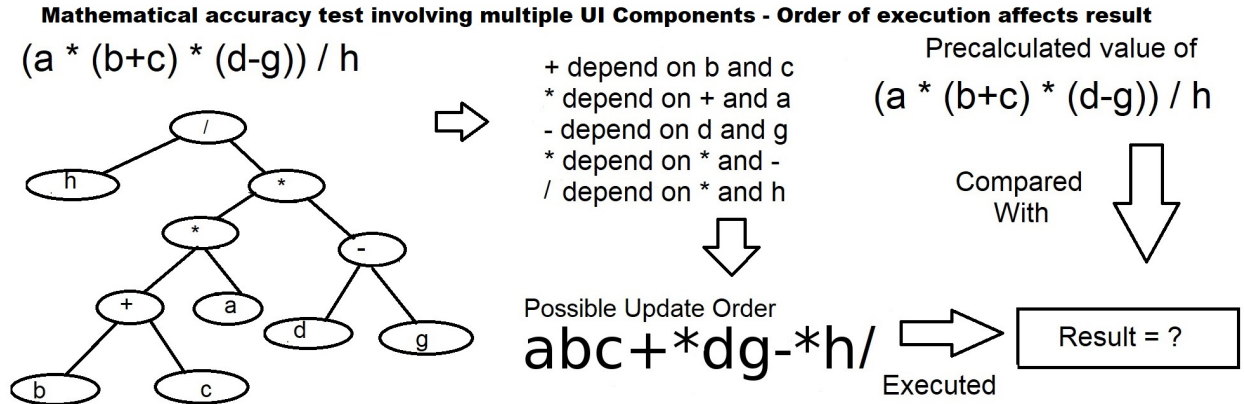 Mathematical accuracy test involving multiple UI Components - Order of execution affects result
(a * (b+c) * (d-g)) / h
/
h
*
*
-
+
a
d
g
b
c
+ depend on b and c
* depend on + and a
- depend on d and g
* depend on * and -
/ depend on * and h
Possible Update Order
abc+*dg-*h/
Executed
Precalculated value of
(a * (b+c) * (d-g)) / h
Compared
With
Result = ?